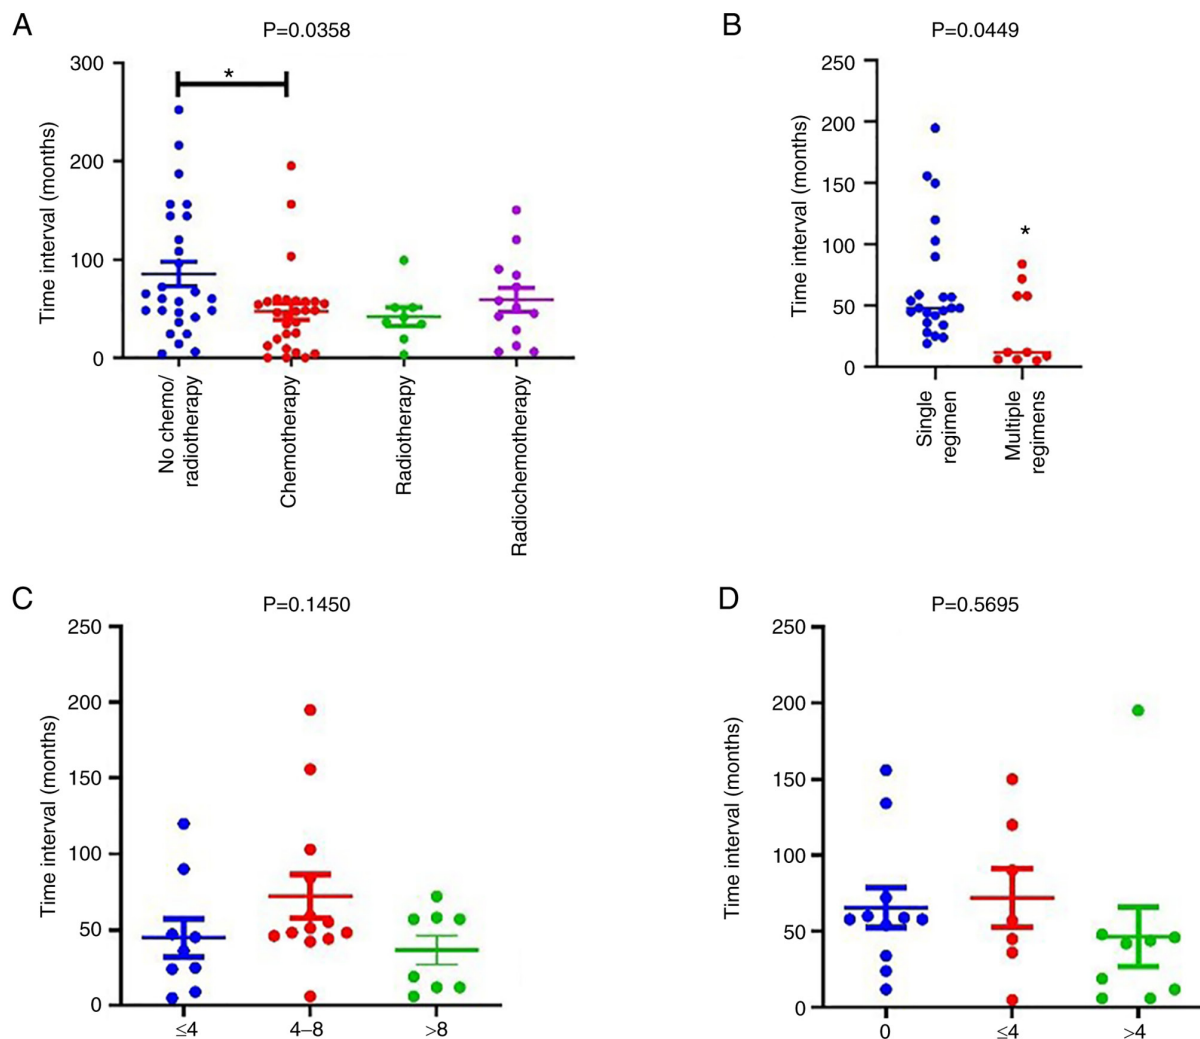 A
P=0.0358
Time interval (months)
300
200
100
0
*
No chemo/
radiotherapy
Chemotherapy
Radiotherapy
Radiochemotherapy
B
P=0.0449
Time interval (months)
250
200
150
100
50
0
*
Single
regimen
Multiple
regimens
C
P=0.1450
Time interval (months)
250
200
150
100
50
0
≤4
4–8
>8
D
P=0.5695
Time interval (months)
250
200
150
100
50
0
0
≤4
>4